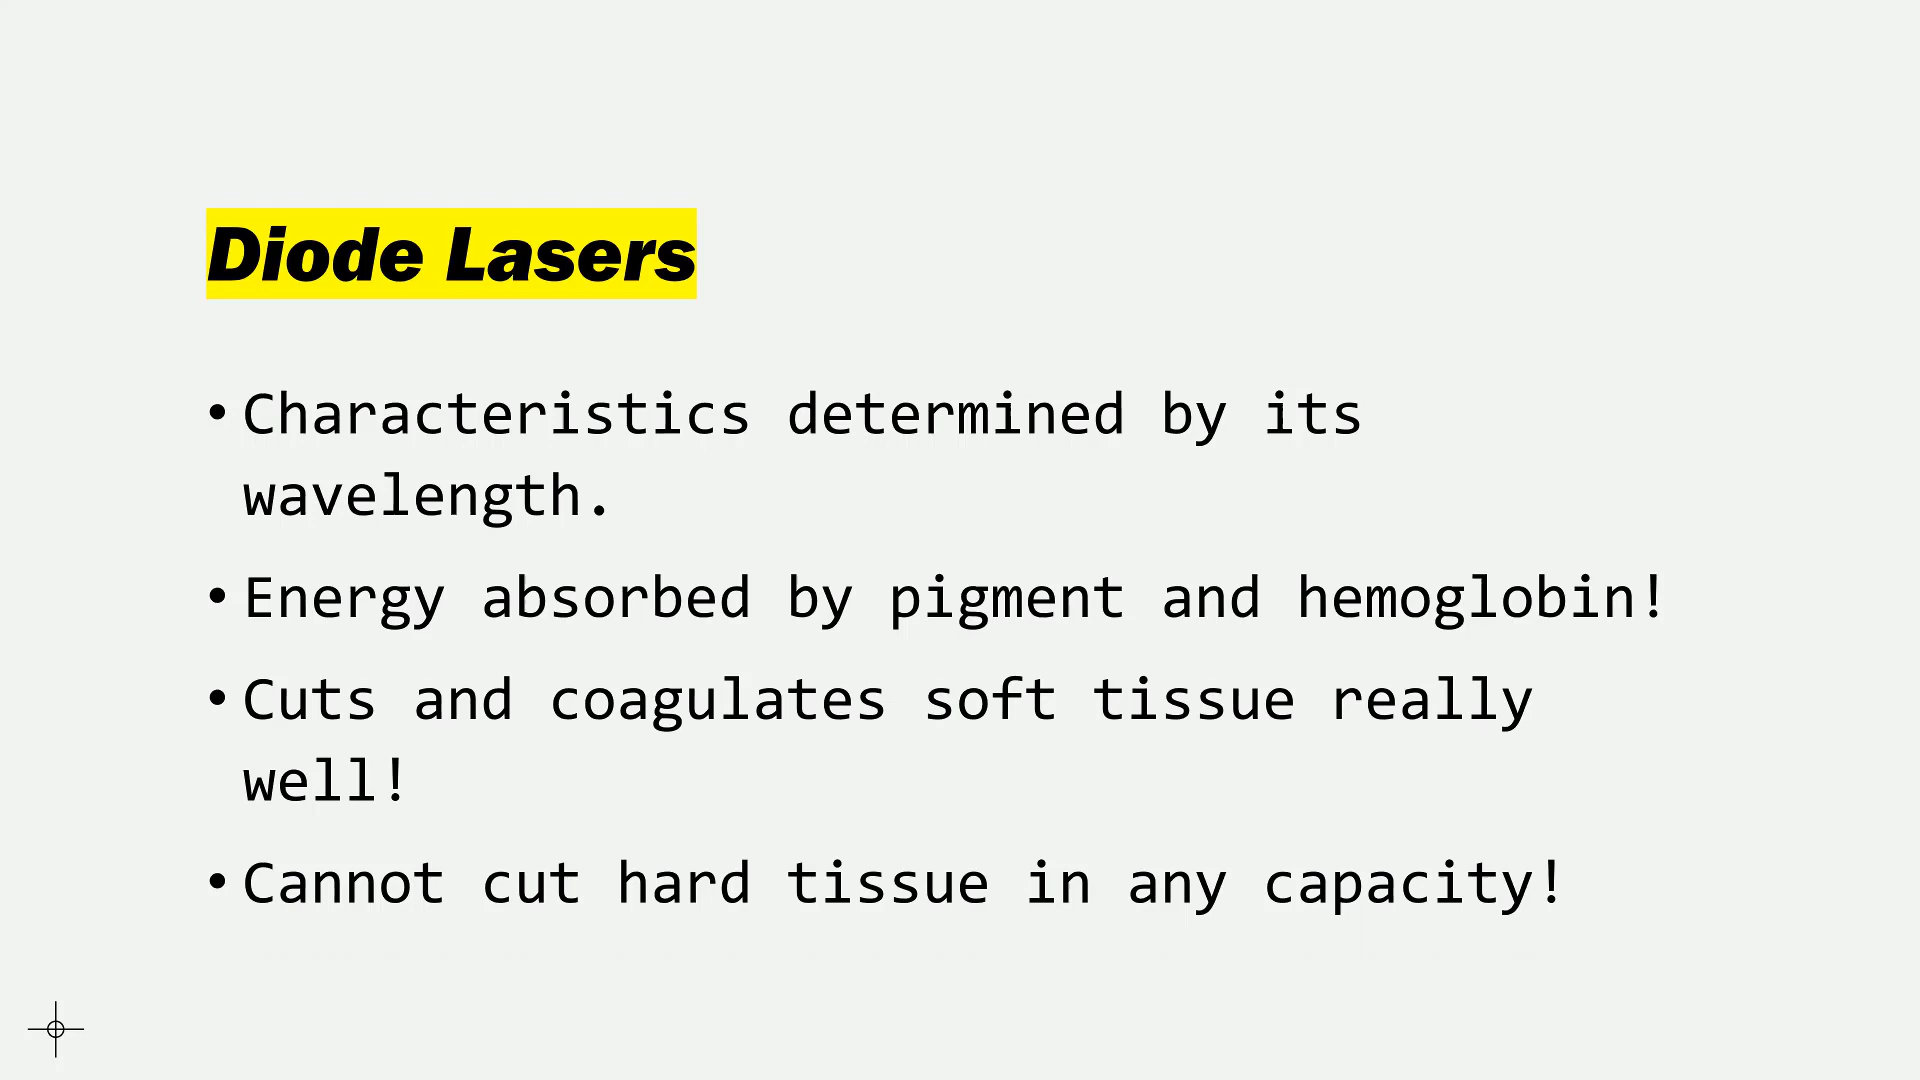 Diode Lasers
• Characteristics determined by its
wavelength.
• Energy absorbed by pigment and hemoglobin!
• Cuts and coagulates soft tissue really
well!
• Cannot cut hard tissue in any capacity!